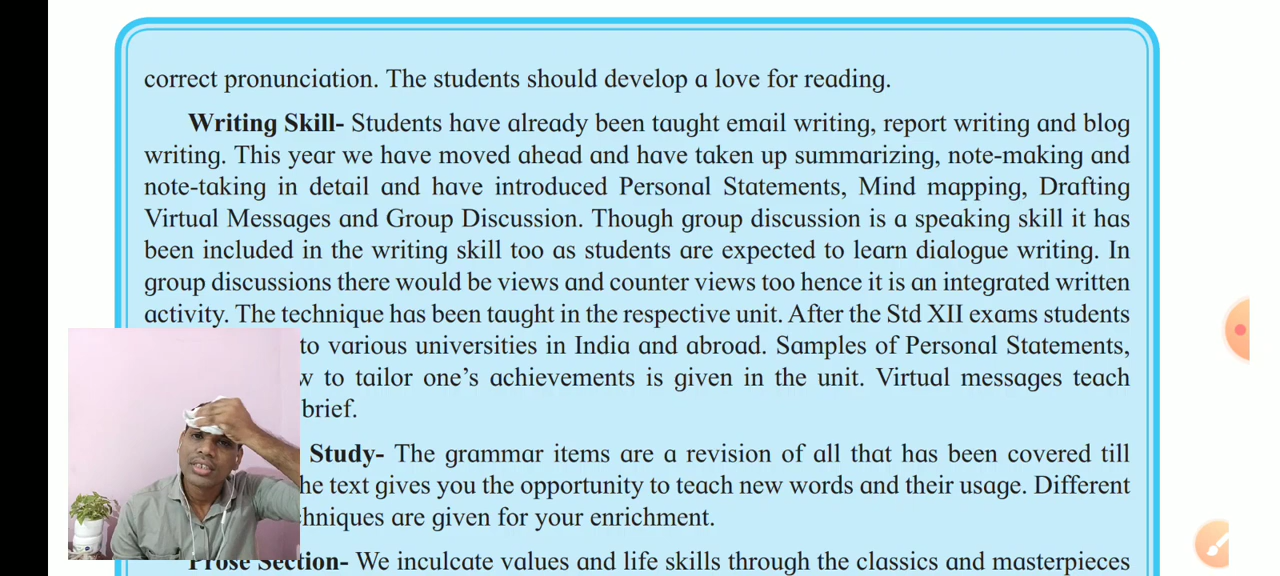 correct pronunciation. The students should develop a love for reading.
Writing Skill- Students have already been taught email writing, report writing and blog
writing. This year we have moved ahead and have taken up summarizing, note-making and
note-taking in detail and have introduced Personal Statements, Mind mapping, Drafting
Virtual Messages and Group Discussion. Though group discussion is a speaking skill it has
been included in the writing skill too as students are expected to learn dialogue writing. In
group discussions there would be views and counter views too hence it is an integrated written
activity. The technique has been taught in the respective unit. After the Std XII exams students
to various universities in India and abroad. Samples of Personal Statements,
to tailor one’s achievements is given in the unit. Virtual messages teach
brief.
Study- The grammar items are a revision of all that has been covered till
text gives you the opportunity to teach new words and their usage. Different
are given for your enrichment.
Prose Section- We inculcate values and life skills through the classics and masterpieces